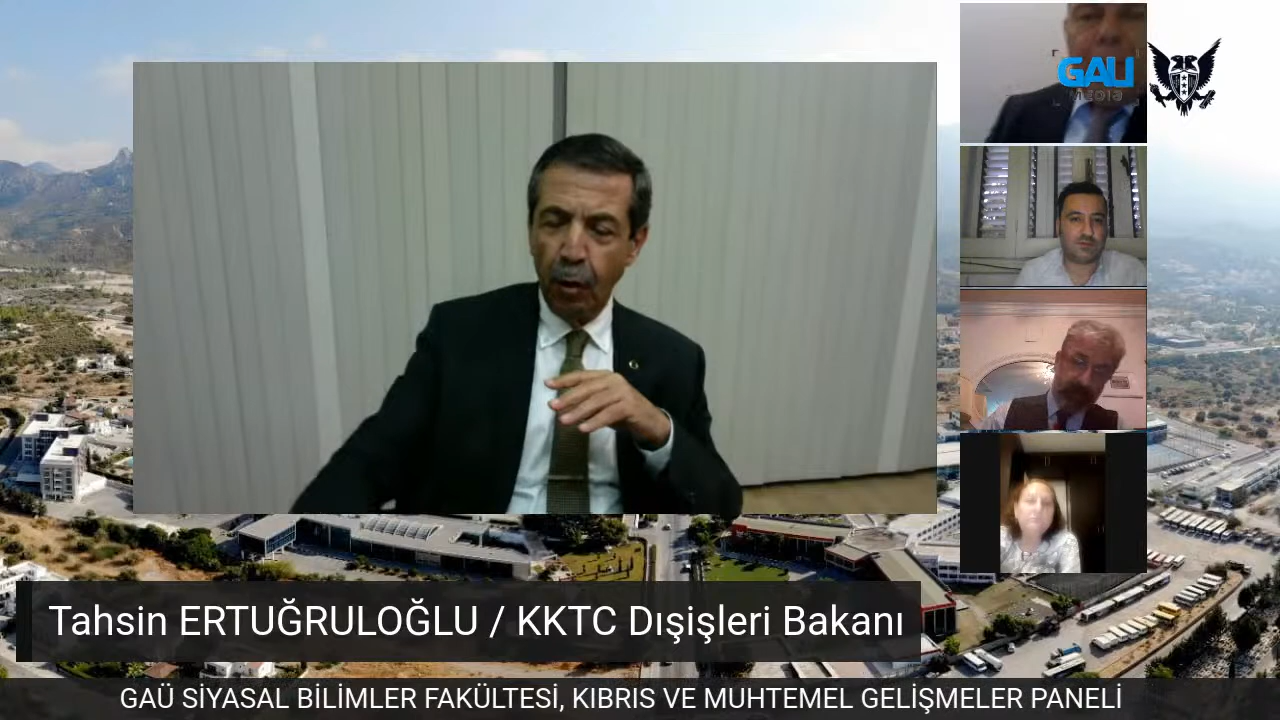 GAU
MEDIA
Tahsin ERTUĞRULOĞLU / KKTC Dışişleri Bakanı
GAÜ SİYASAL BİLİMLER FAKÜLTESİ, KIBRIS VE MUHTEMEL GELİŞMELER PANELİ